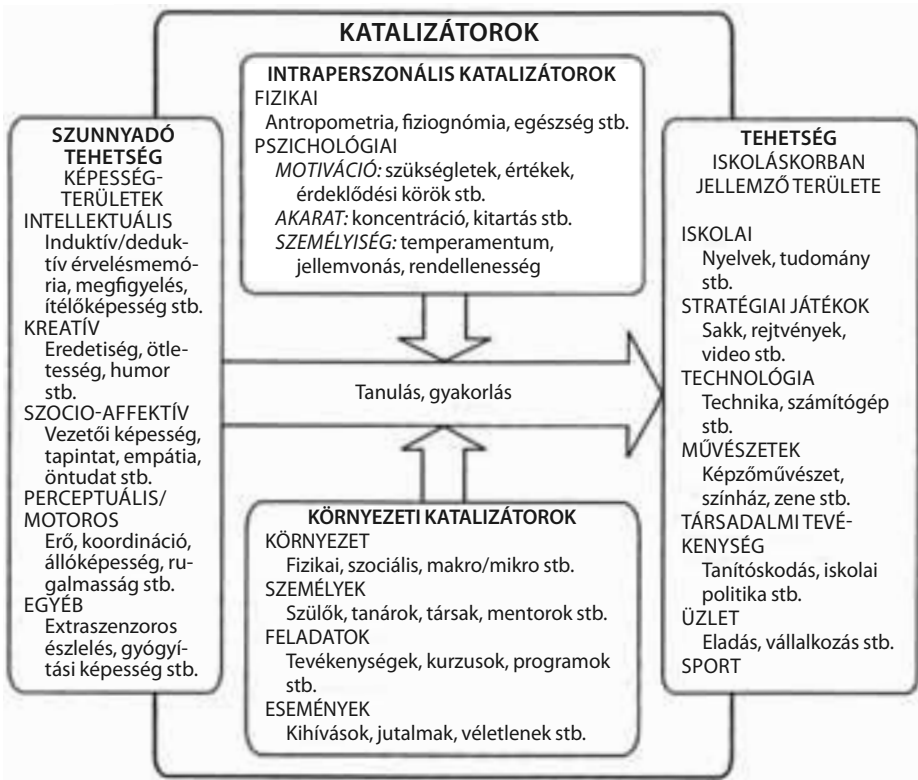 KATALIZÁTOROK
SZUNNYADÓ
TEHETSÉG
KÉPESSÉG-
TERÜLETEK
INTELLEKTUÁLIS
Induktív/deduk-
tív érvelésmemó-
ria, megfigyelés,
ítélőképesség stb.
KREATÍV
Eredetiség, ötle-
tesség, humor
stb.
SZOCIO-AFFEKTÍV
Vezetői képesség,
tapintat, empátia,
öntudat stb.
PERCEPTUÁLIS/
MOTOROS
Erő, koordináció,
állóképesség, ru-
galmasság stb.
EGYÉB
Extraszenzoros
észlelés, gyógyí-
tási képesség stb.
INTRAPERSZONÁLIS KATALIZÁTOROK
FIZIKAI
Antropometria, fiziognómia, egészség stb.
PSZICHOLÓGIAI
MOTIVÁCIÓ: szükségletek, értékek,
érdeklődési körök stb.
AKARAT: koncentráció, kitartás stb.
SZEMÉLYISÉG: temperamentum,
jellemvonás, rendellenesség
Tanulás, gyakorlás
KÖRNYEZETI KATALIZÁTOROK
KÖRNYEZET
Fizikai, szociális, makro/mikro stb.
SZEMÉLYEK
Szülők, tanárok, társak, mentorok stb.
FELADATOK
Tevékenységek, kurzusok, programok
stb.
ESEMÉNYEK
Kihívások, jutalmak, véletlenek stb.
TEHETSÉG
ISKOLÁSKORBAN
JELLEMZŐ TERÜLETE
ISKOLAI
Nyelvek, tudomány
stb.
STRATÉGIAI JÁTÉKOK
Sakk, rejtvények,
video stb.
TECHNOLÓGIA
Technika, számítógép
stb.
MŰVÉSZETEK
Képzőművészet,
színház, zene stb.
TÁRSADALMI TEVÉ-
KENYSÉG
Tanítóskodás, iskolai
politika stb.
ÜZLET
Eladás, vállalkozás stb.
SPORT